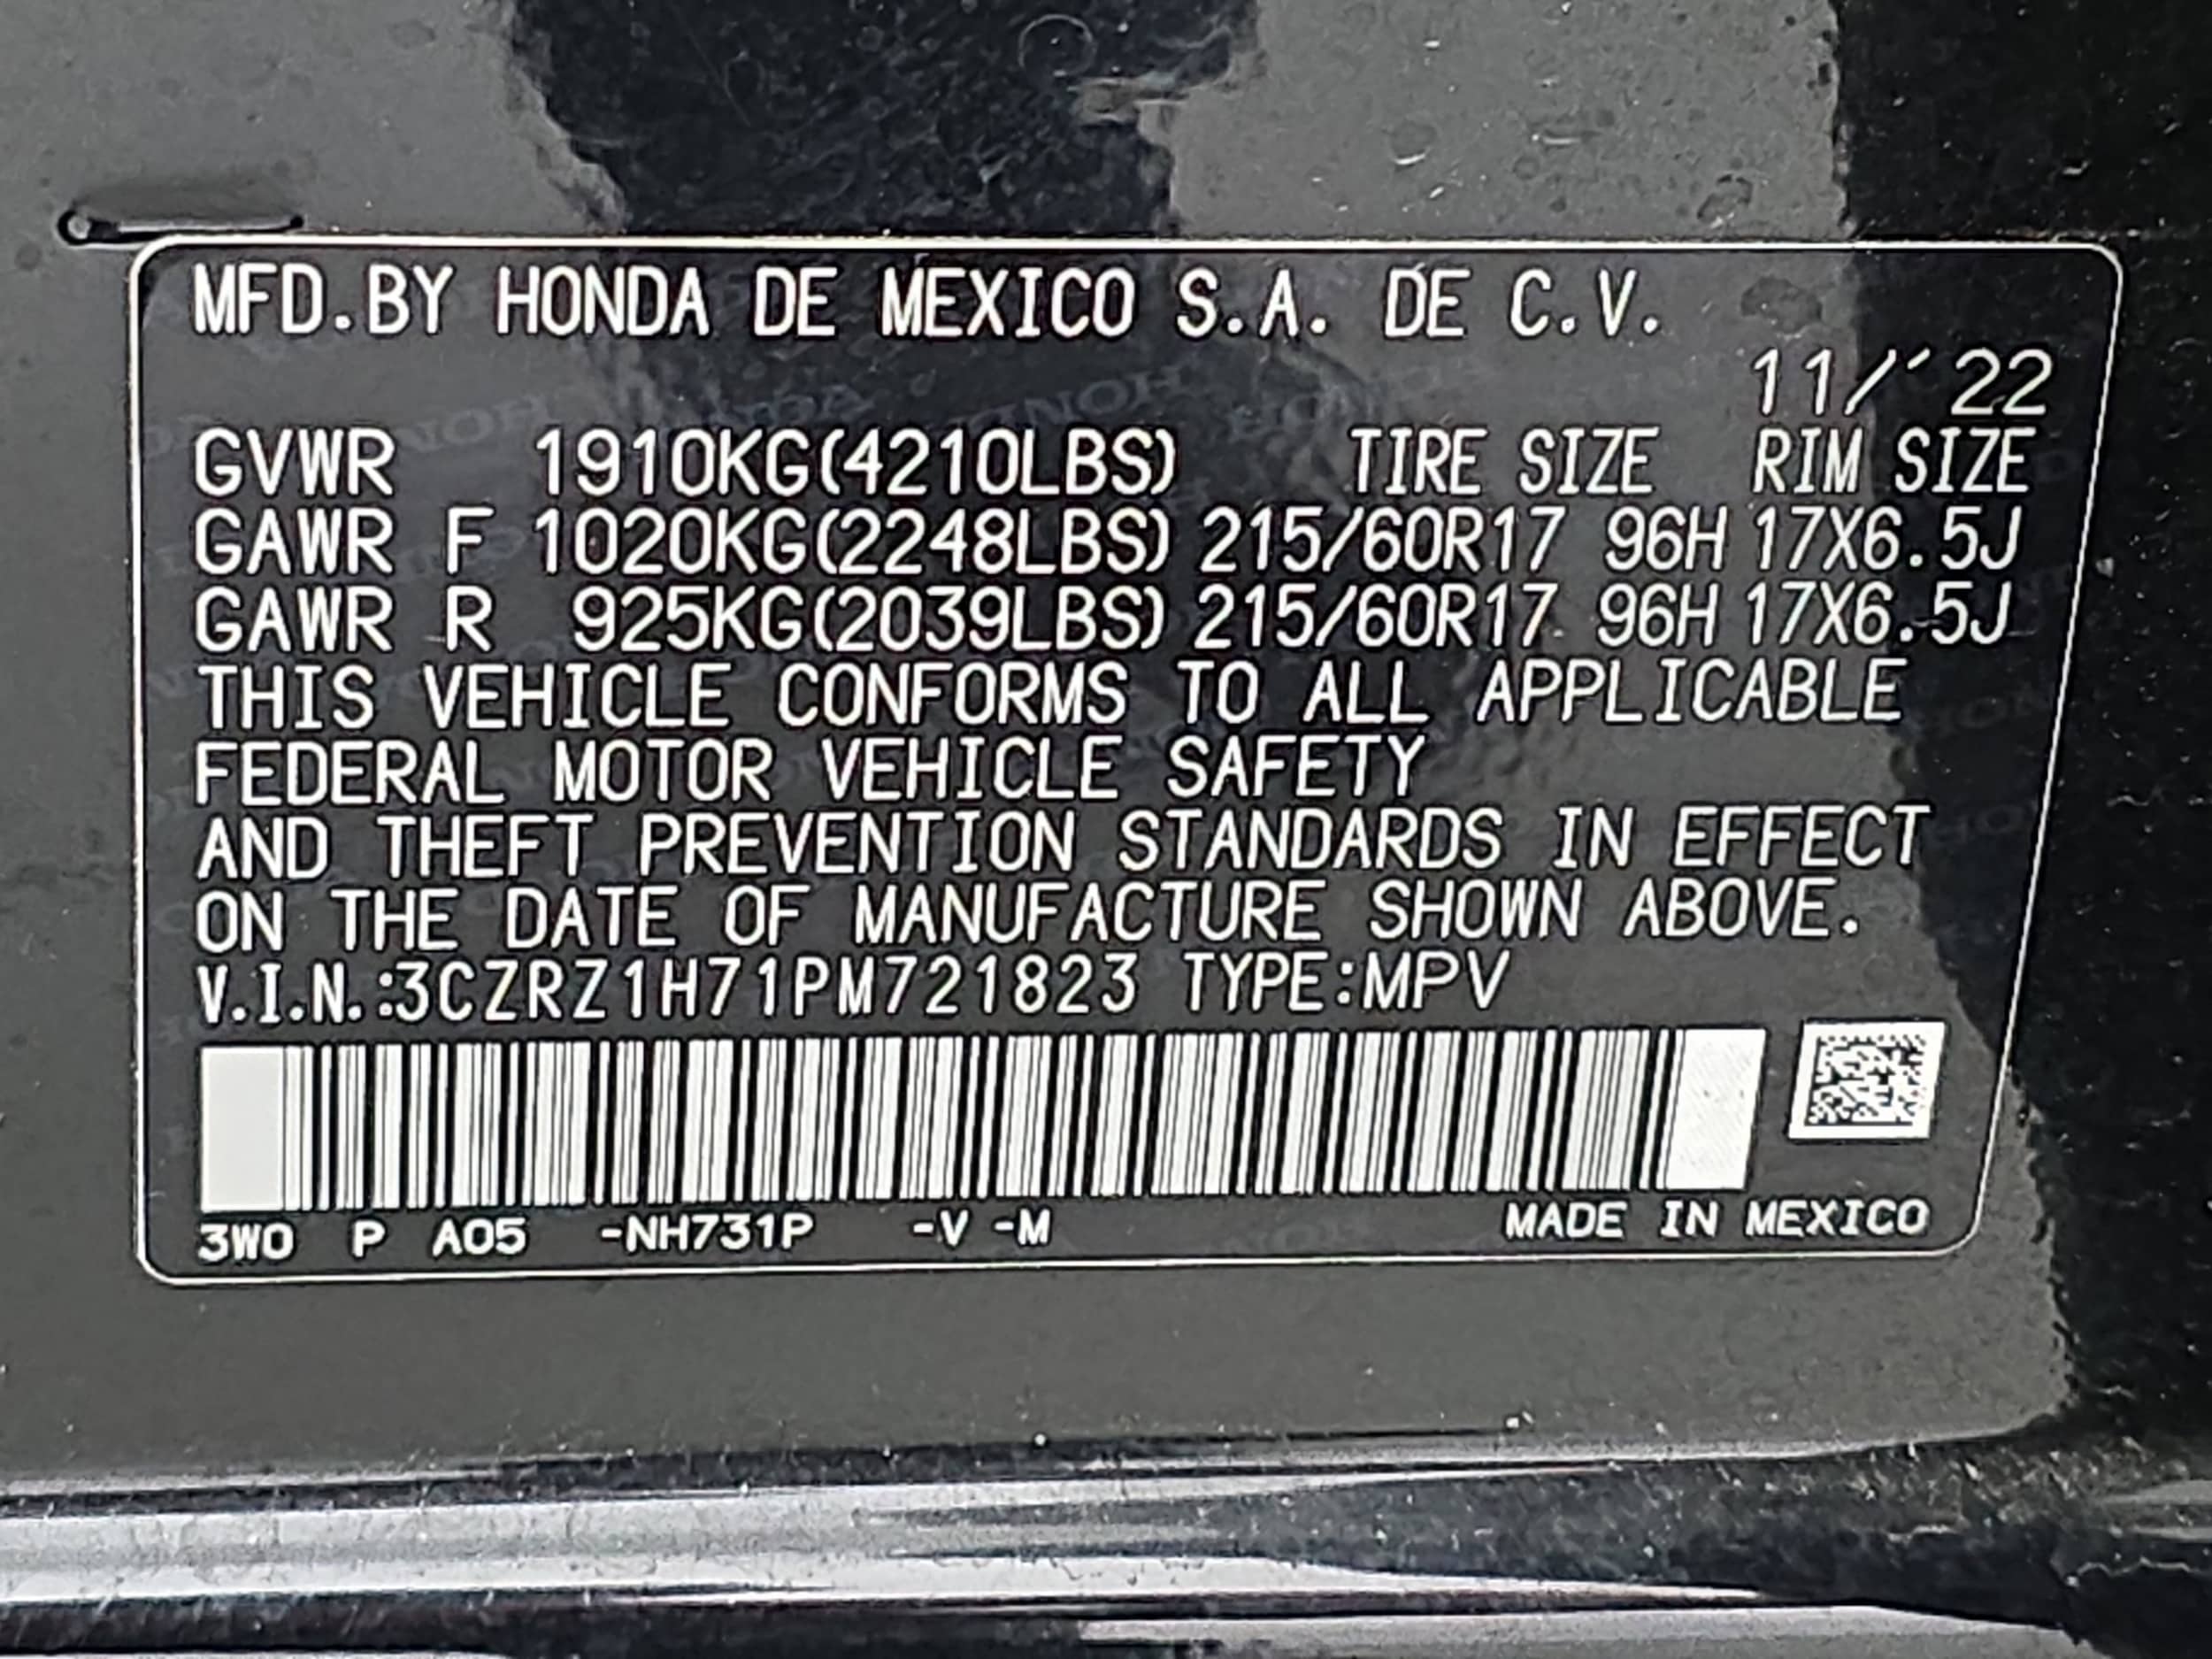 MFD.BY HONDA DE MEXICO S.A. DE C.V.
11/'22
GVWR 1910KG(4210LBS) TIRE SIZE RIM SIZE
GAWR F 1020KG(2248LBS) 215/60R17 96H 17X6.5J
GAWR R 925KG(2039LBS) 215/60R17 96H 17X6.5J
THIS VEHICLE CONFORMS TO ALL APPLICABLE
FEDERAL MOTOR VEHICLE SAFETY
AND THEFT PREVENTION STANDARDS IN EFFECT
ON THE DATE OF MANUFACTURE SHOWN ABOVE.
V.I.N.:3CZRZ1H71PM721823 TYPE:MPV
3W0 P A05 -NH731P -V -M MADE IN MEXICO